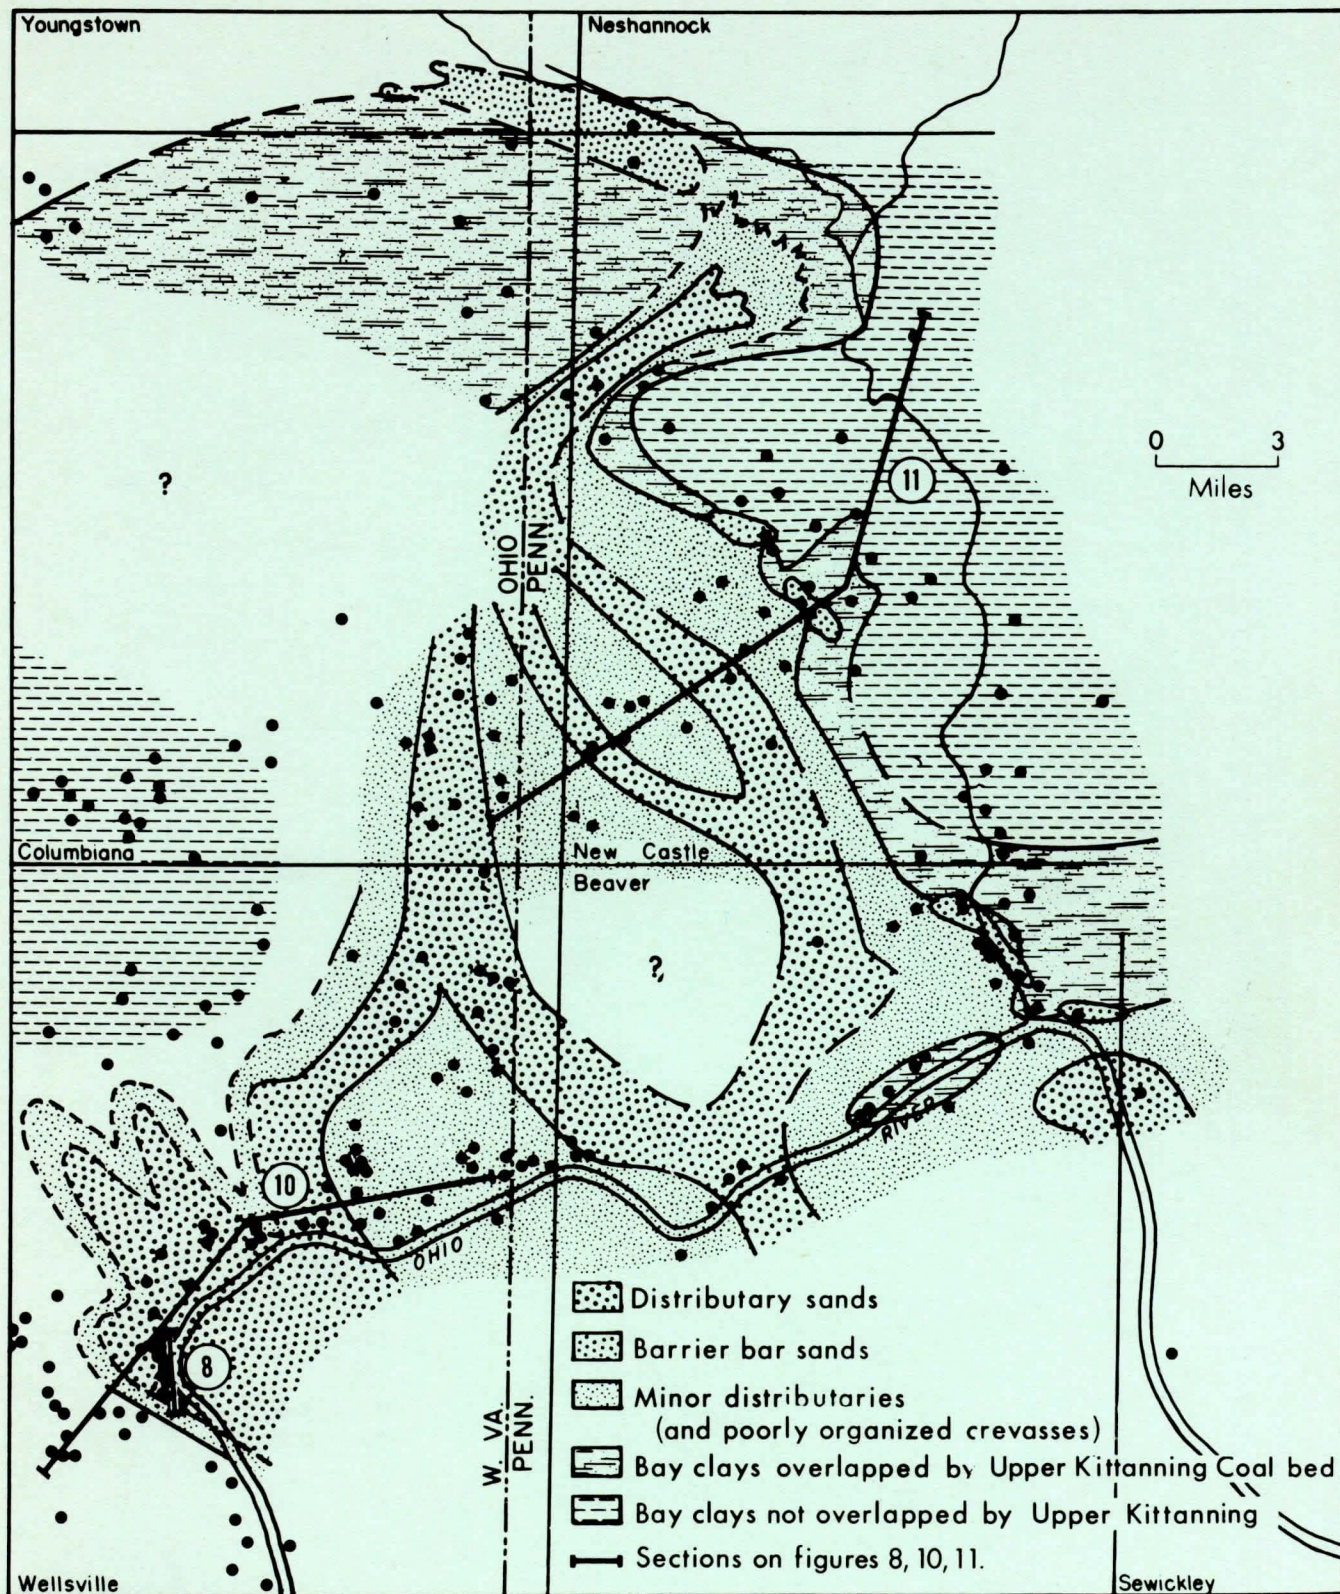 Youngstown
Neshannock
?
11
0 3
Miles
OHIO
PENN.
Columbiana
New Castle
Beaver
?
10
OHIO
RIVER
8
W. VA.
PENN.
Distributary sands
Barrier bar sands
Minor distributaries
(and poorly organized crevasses)
Bay clays overlapped by Upper Kittanning Coal bed
Bay clays not overlapped by Upper Kittanning
Sections on figures 8, 10, 11.
Wellsville
Sewickley